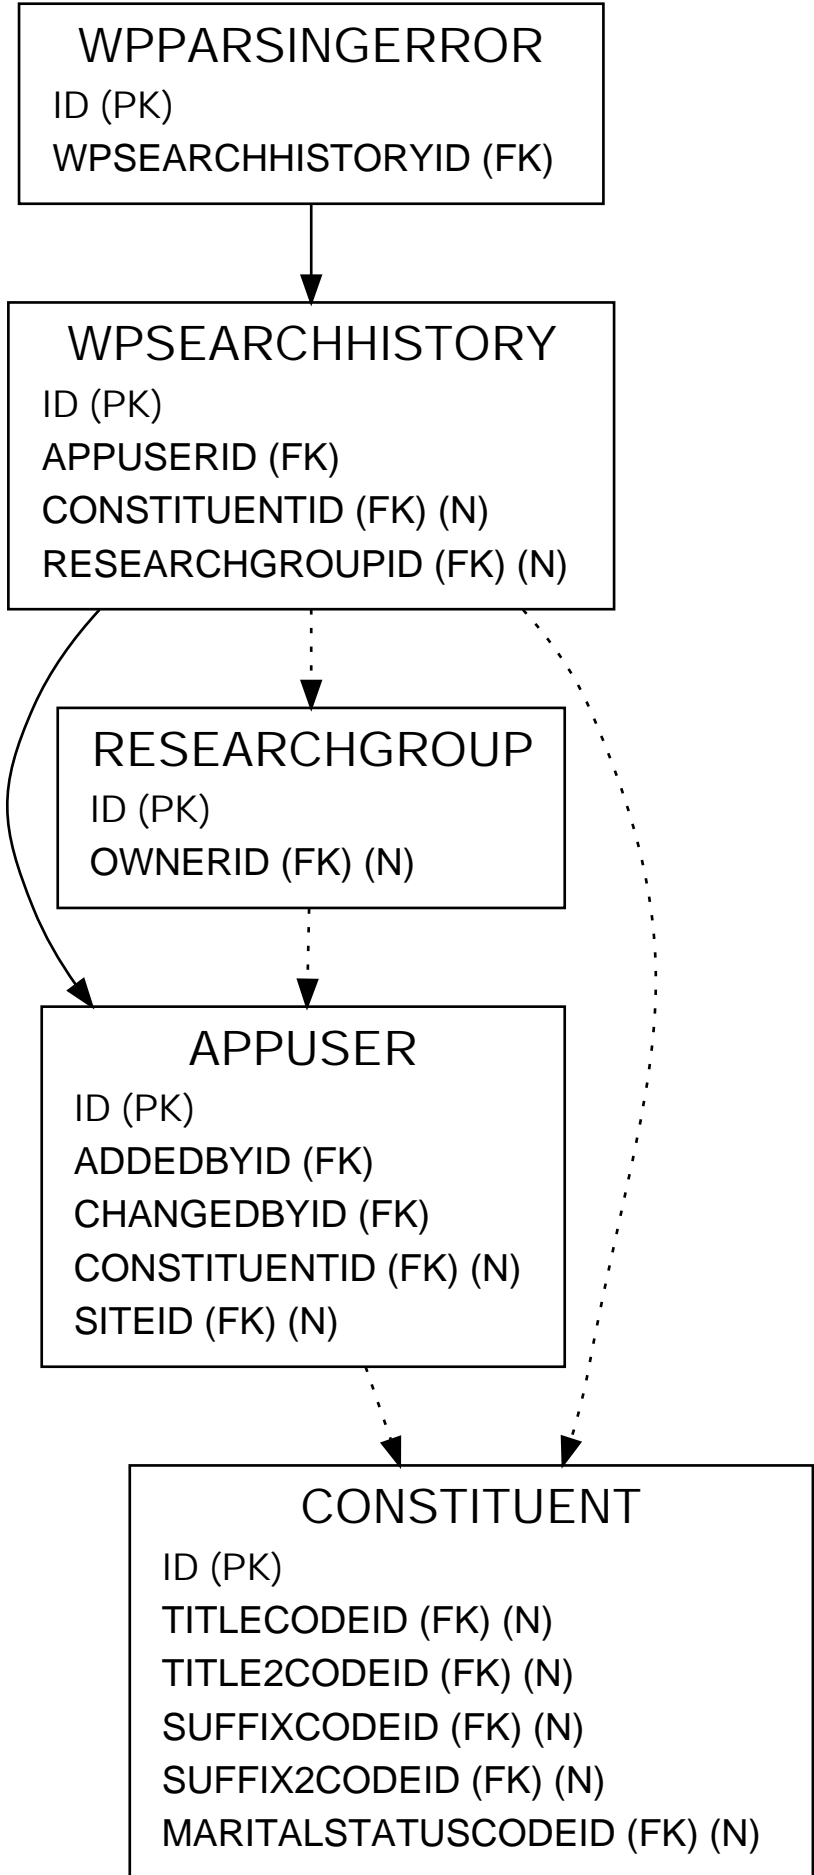 WPPARSINGERROR
ID (PK)
WPSEARCHHISTORYID (FK)
WPSEARCHHISTORY
ID (PK)
APPUSERID (FK)
CONSTITUENTID (FK) (N)
RESEARCHGROUPID (FK) (N)
RESEARCHGROUP
ID (PK)
OWNERID (FK) (N)
APPUSER
ID (PK)
ADDEDBYID (FK)
CHANGEDBYID (FK)
CONSTITUENTID (FK) (N)
SITEID (FK) (N)
CONSTITUENT
ID (PK)
TITLECODEID (FK) (N)
TITLE2CODEID (FK) (N)
SUFFIXCODEID (FK) (N)
SUFFIX2CODEID (FK) (N)
MARITALSTATUSCODEID (FK) (N)